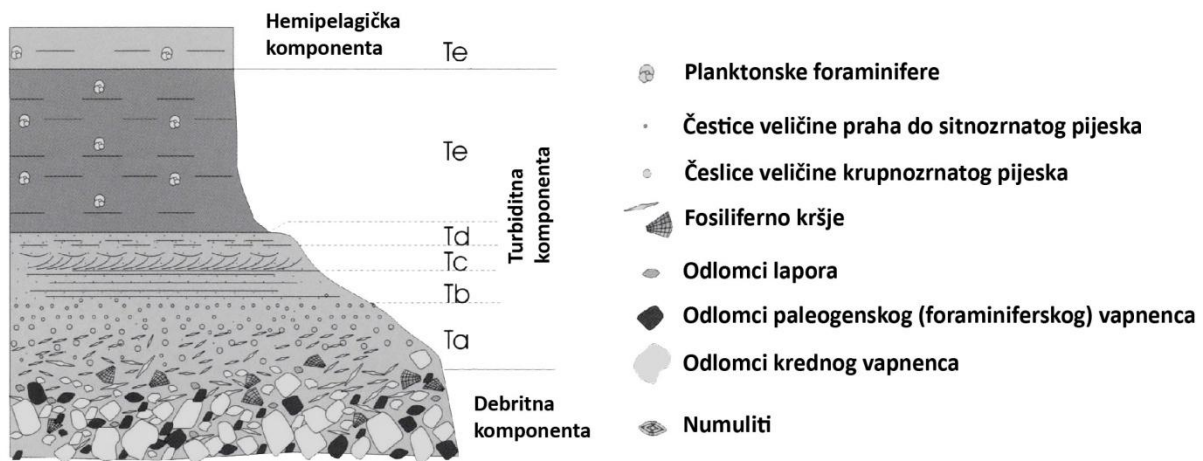 Hemipelagička
komponenta
Te
Te
Td
Tc
Tb
Ta
Turbiditna
komponenta
Debritna
komponenta
Planktonske foraminifere
Čestice veličine praha do sitnozrnatog pijeska
Česlice veličine krupnozrnatog pijeska
Fosiliferno kršje
Odlomci lapora
Odlomci paleogenskog (foraminiferskog) vapnenca
Odlomci krednog vapnenca
Numuliti